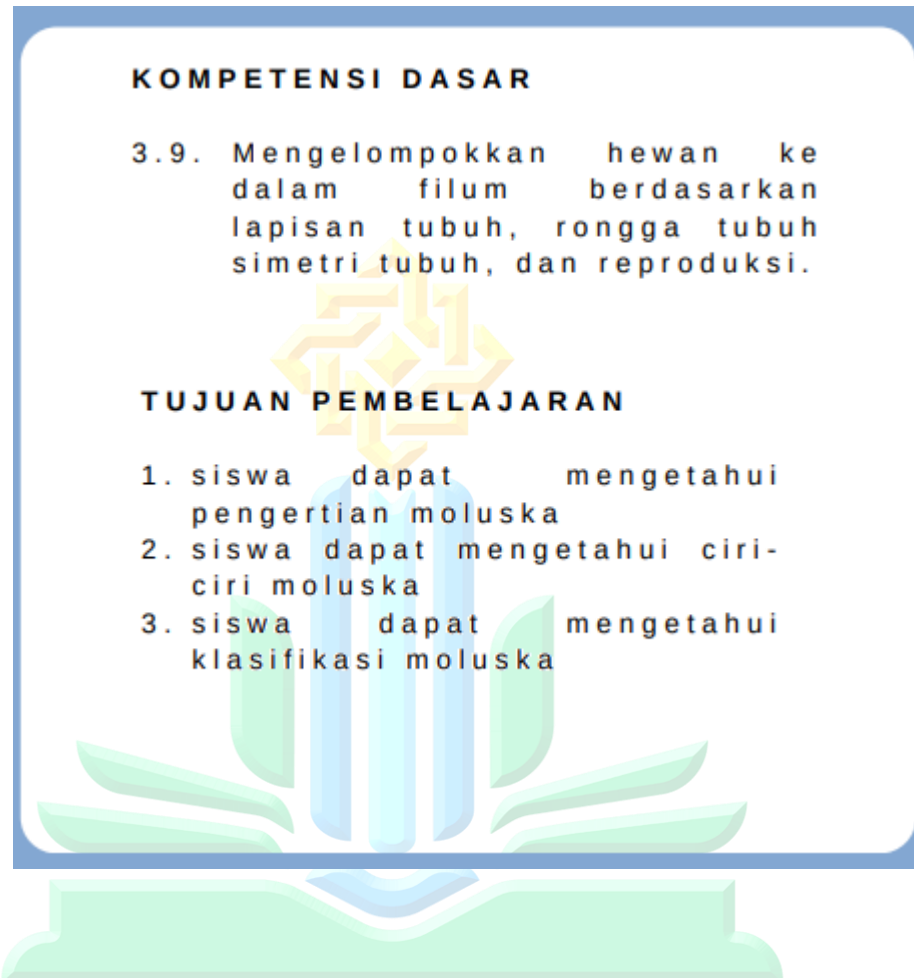 KOMPETENSI DASAR
3.9. Mengelompokkan hewan ke
dalam filum berdasarkan
lapisan tubuh, rongga tubuh
simetri tubuh, dan reproduksi.
TUJUAN PEMBELAJARAN
1. siswa dapat mengetahui
pengertian moluska
2. siswa dapat mengetahui ciri-
ciri moluska
3. siswa dapat mengetahui
klasifikasi moluska